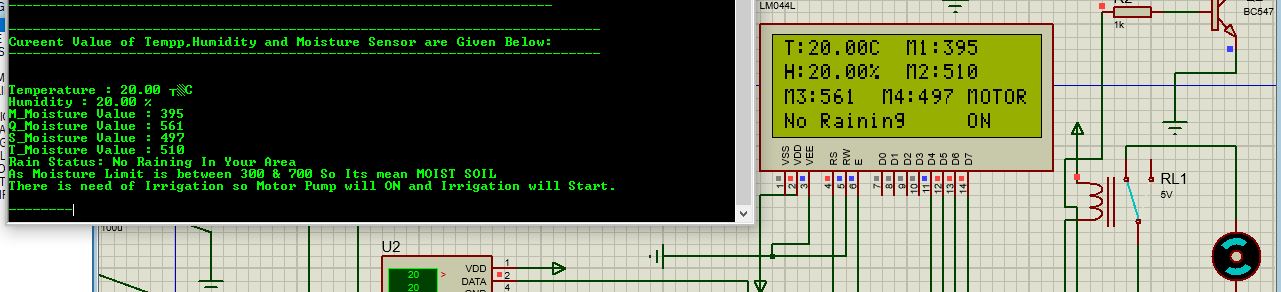 Cureent Value of Tempp,Humidity and Moisture Sensor are Given Below:
Temperature : 20.00 ┬░C
Humidity : 20.00 %
M_Moisture Value : 395
Q_Moisture Value : 561
S_Moisture Value : 497
T_Moisture Value : 510
Rain Status: No Raining In Your Area
As Moisture Limit is between 300 & 700 So Its mean MOIST SOIL
There is need of Irrigation so Motor Pump will ON and Irrigation will Start.
LM044L
T:20.00C M1:395
H:20.00% M2:510
M3:561 M4:497 MOTOR
No Raining ON
VSS VDD VEE RS RW E D0 D1 D2 D3 D4 D5 D6 D7
1 2 3 4 5 6 7 8 9 10 11 12 13 14
1k
BC547
RL1
5V
100u
U2
20
20
>
VDD 1
DATA 2
4